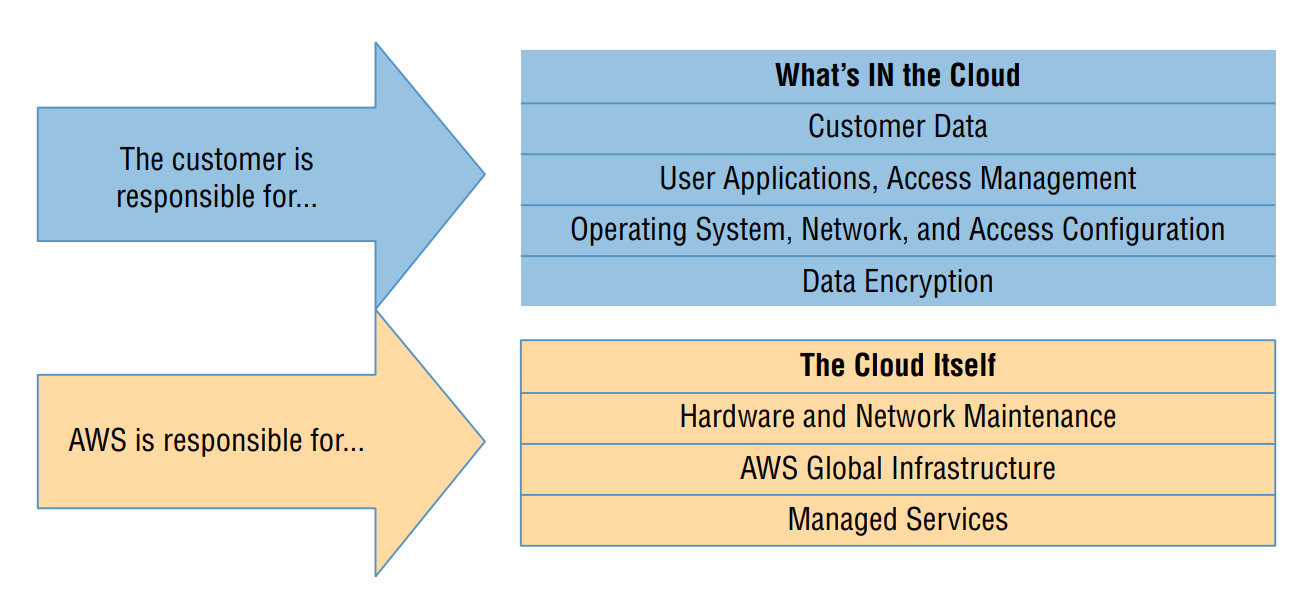 The customer is
responsible for...
What's IN the Cloud
Customer Data
User Applications, Access Management
Operating System, Network, and Access Configuration
Data Encryption
AWS is responsible for...
The Cloud Itself
Hardware and Network Maintenance
AWS Global Infrastructure
Managed Services